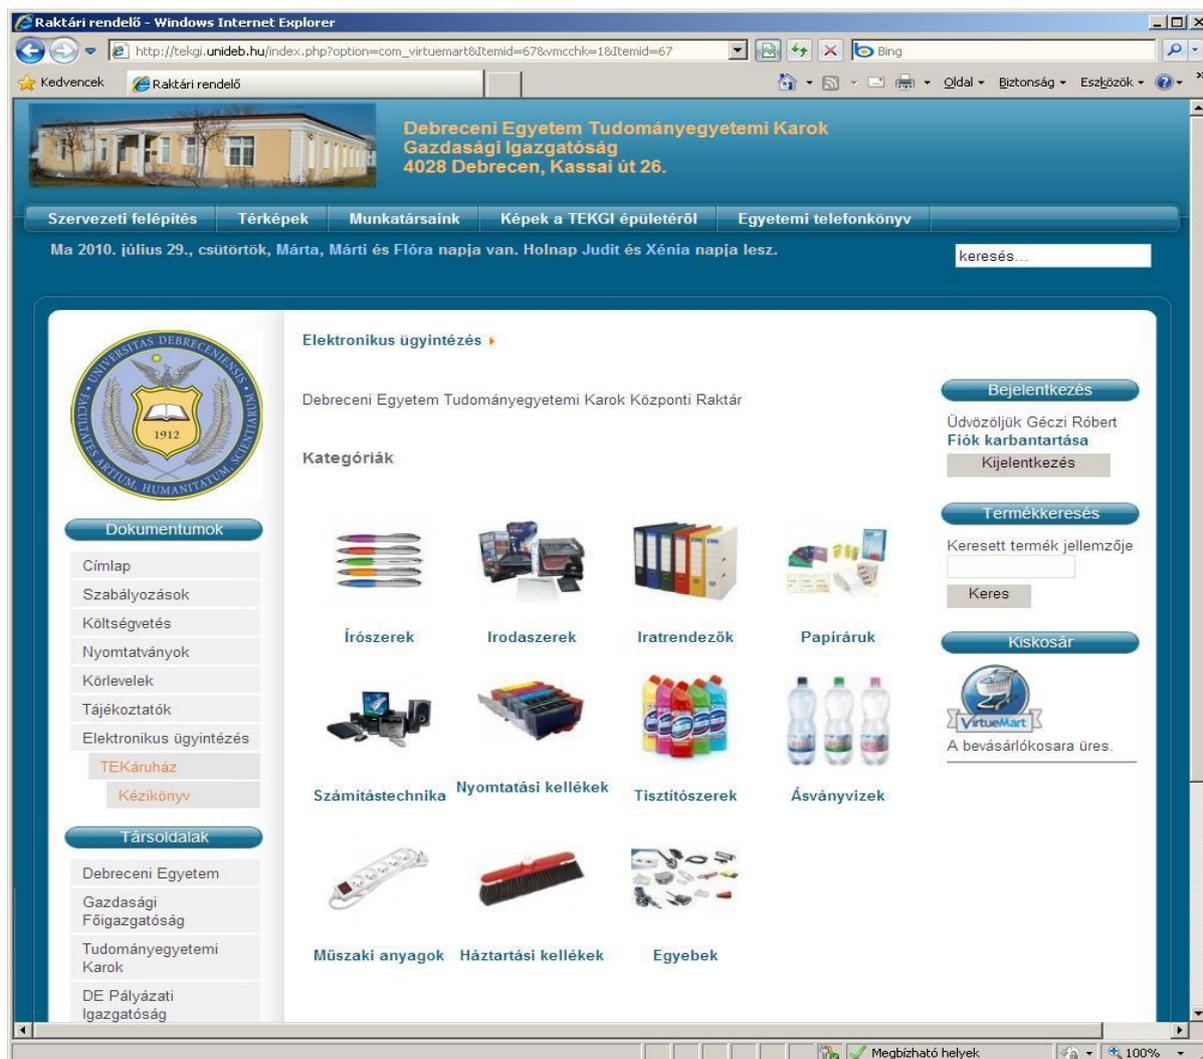 Raktári rendelő - Windows Internet Explorer
http://tekgi.unideb.hu/index.php?option=com_virtuemart&Itemid=67&vmcchk=1&Itemid=67
Bing
Kedvencek
Raktári rendelő
Oldal
Biztonság
Eszközök
Debreceni Egyetem Tudományegyetemi Karok
Gazdasági Igazgatóság
4028 Debrecen, Kassai út 26.
Szervezeti felépítés
Térképek
Munkatársaink
Képek a TEKGI épületéről
Egyetemi telefonkönyv
Ma 2010. július 29., csütörtök, Márta, Márti és Flóra napja van. Holnap Judit és Xénia napja lesz.
keresés...
UNIVERSITAS DEBRECENIENSIS
FACULTATES ARTIUM, HUMANITATUM, SCIENTIARUM
1912
Dokumentumok
Címlap
Szabályozások
Költségvetés
Nyomtatványok
Körlevelek
Tájékoztatók
Elektronikus ügyintézés
TEKáruház
Kézikönyv
Társoldalak
Debreceni Egyetem
Gazdasági
Főigazgatóság
Tudományegyetemi
Karok
DE Pályázati
Igazgatóság
Elektronikus ügyintézés
Debreceni Egyetem Tudományegyetemi Karok Központi Raktár
Kategóriák
Írószerek
Irodaszerek
Iratrendezők
Papíráruk
Számítástechnika
Nyomtatási kellékek
Tisztítószerek
Ásványvizek
Műszaki anyagok
Háztartási kellékek
Egyebek
Bejelentkezés
Üdvözöljük Géczi Róbert
Fiók karbantartása
Kijelentkezés
Termékkeresés
Keresett termék jellemzője
Keres
Kiskosár
VirtueMart
A bevásárlókosara üres.
Megbízható helyek
100%